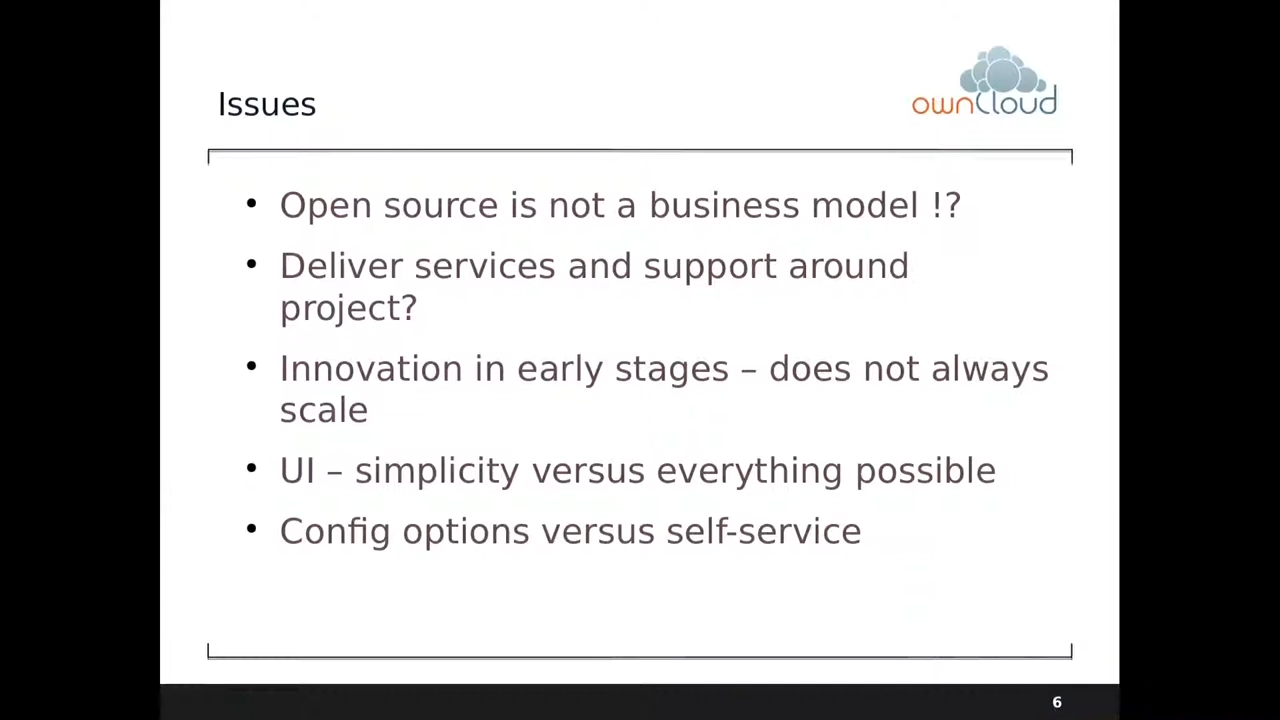 ownCloud
Issues
• Open source is not a business model !?
• Deliver services and support around
project?
• Innovation in early stages – does not always
scale
• UI – simplicity versus everything possible
• Config options versus self-service
6